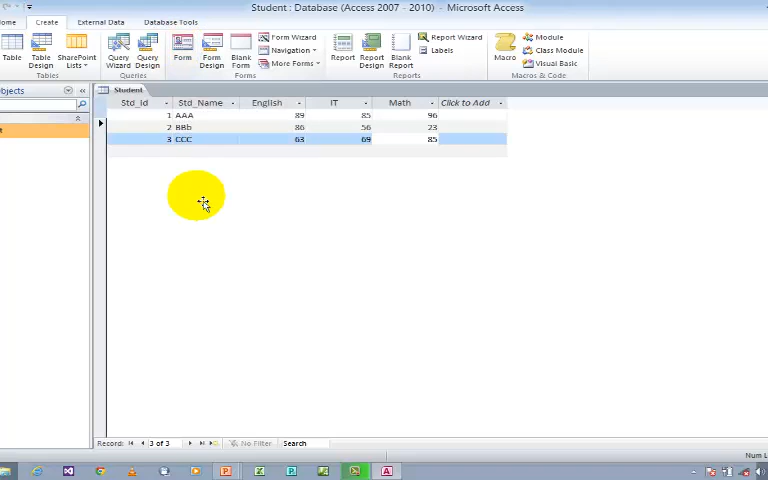 Student : Database (Access 2007 - 2010) - Microsoft Access
Create External Data Database Tools
Table Table Design SharePoint Lists Query Wizard Query Design Form Form Design Blank Form Form Wizard Navigation More Forms Report Report Design Blank Report Report Wizard Labels Macro Module Class Module Visual Basic
Tables Queries Forms Reports Macros & Code
Student
Std_Id Std_Name English IT Math Click to Add
1 AAA 89 85 96
2 BBb 86 56 23
3 CCC 63 69 85
Record: 3 of 3 No Filter Search